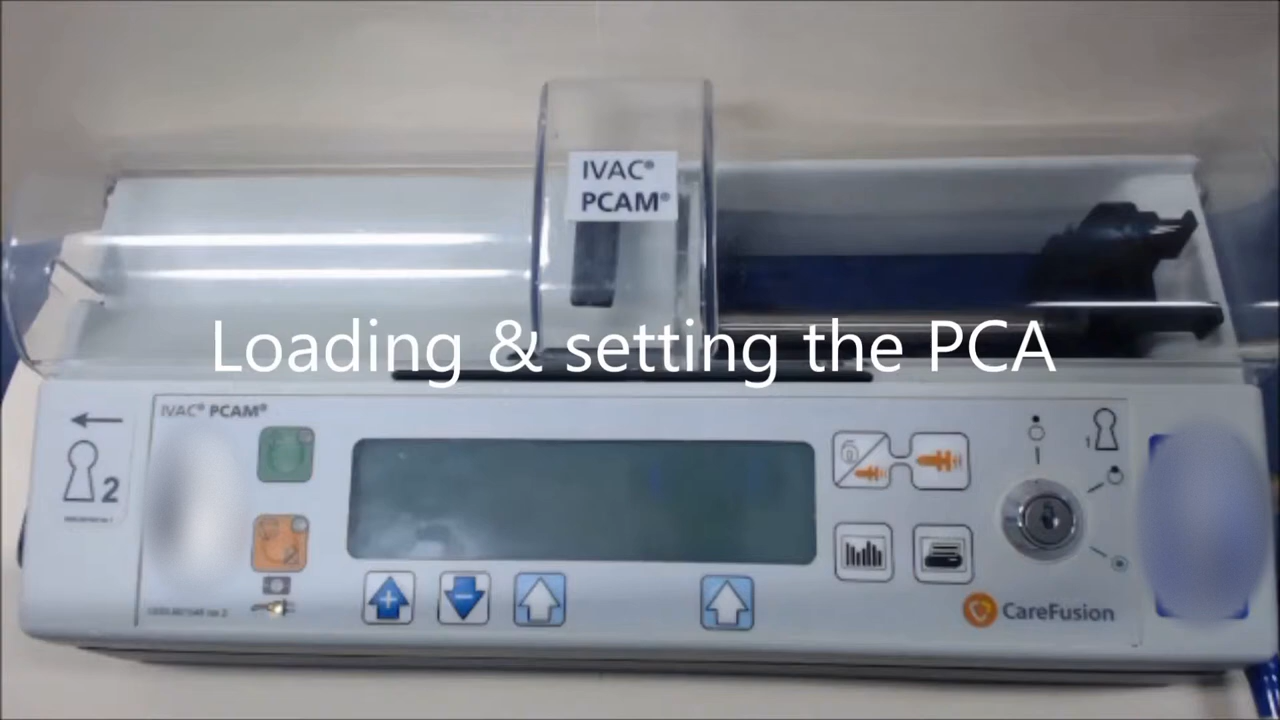 IVAC®
PCAM®
Loading & setting the PCA
IVAC® PCAM®
2
1
CareFusion